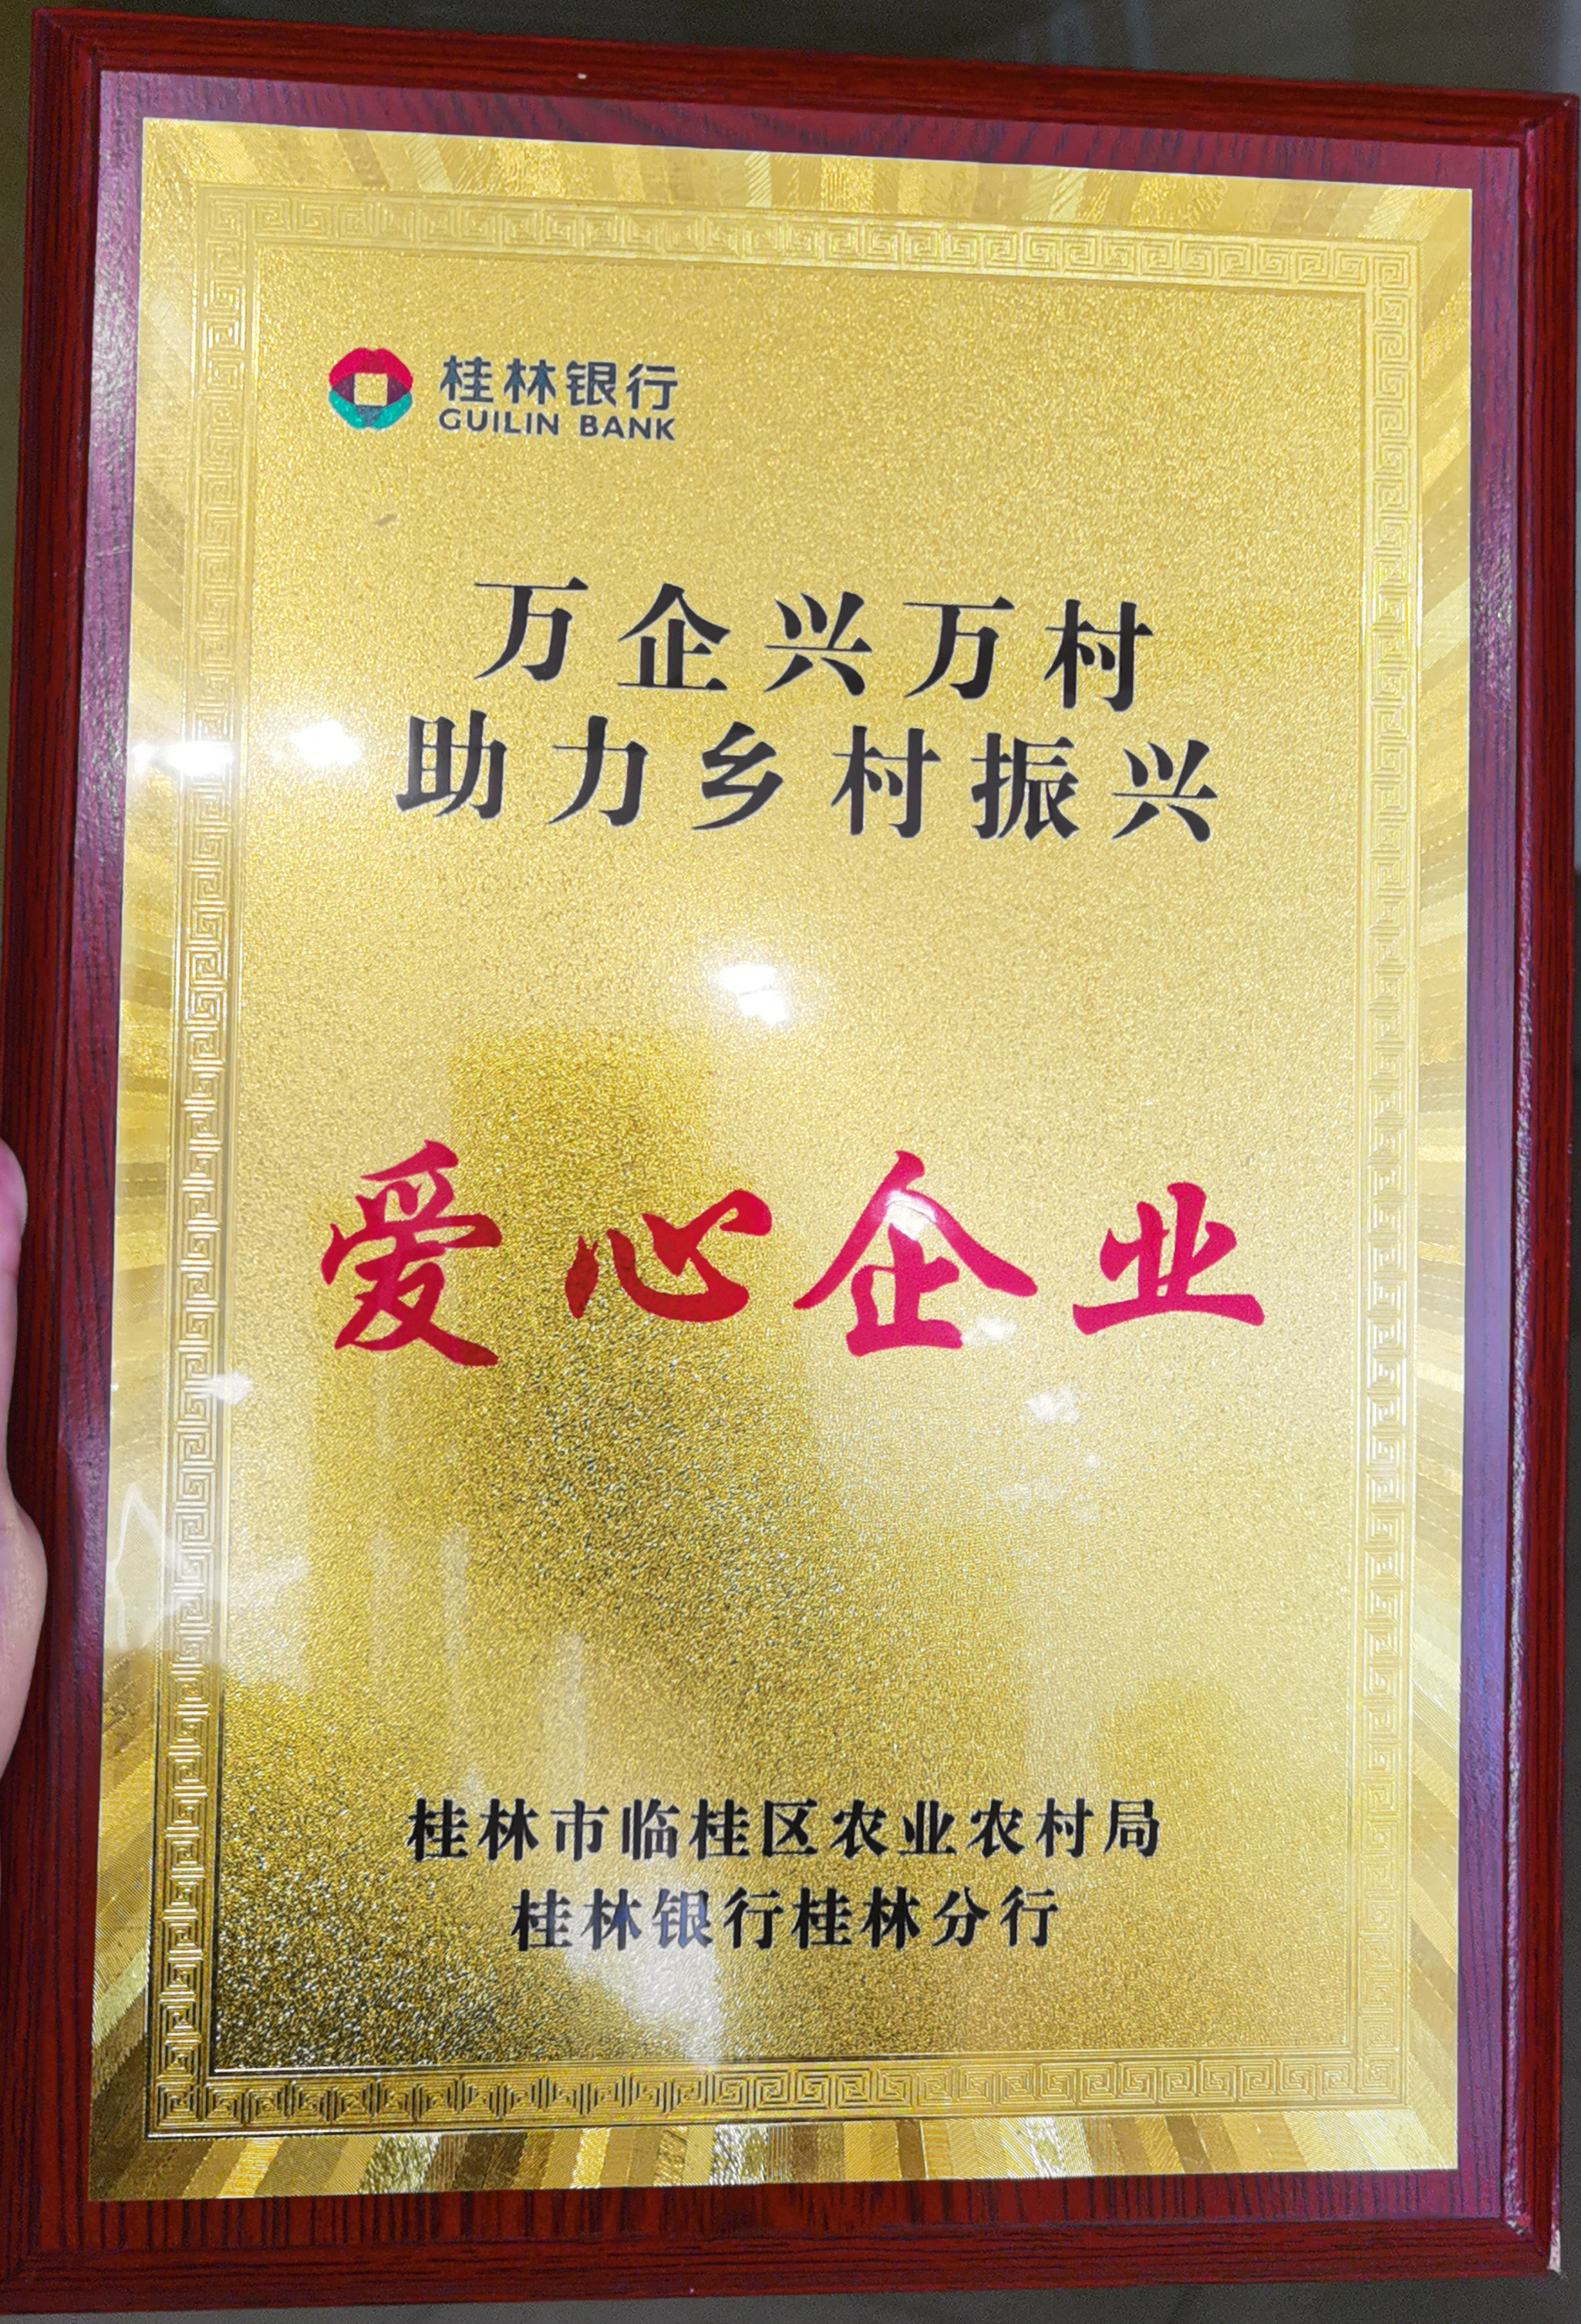 桂林银行
GUILIN BANK
万企兴万村
助力乡村振兴
爱心企业
桂林市临桂区农业农村局
桂林银行桂林分行